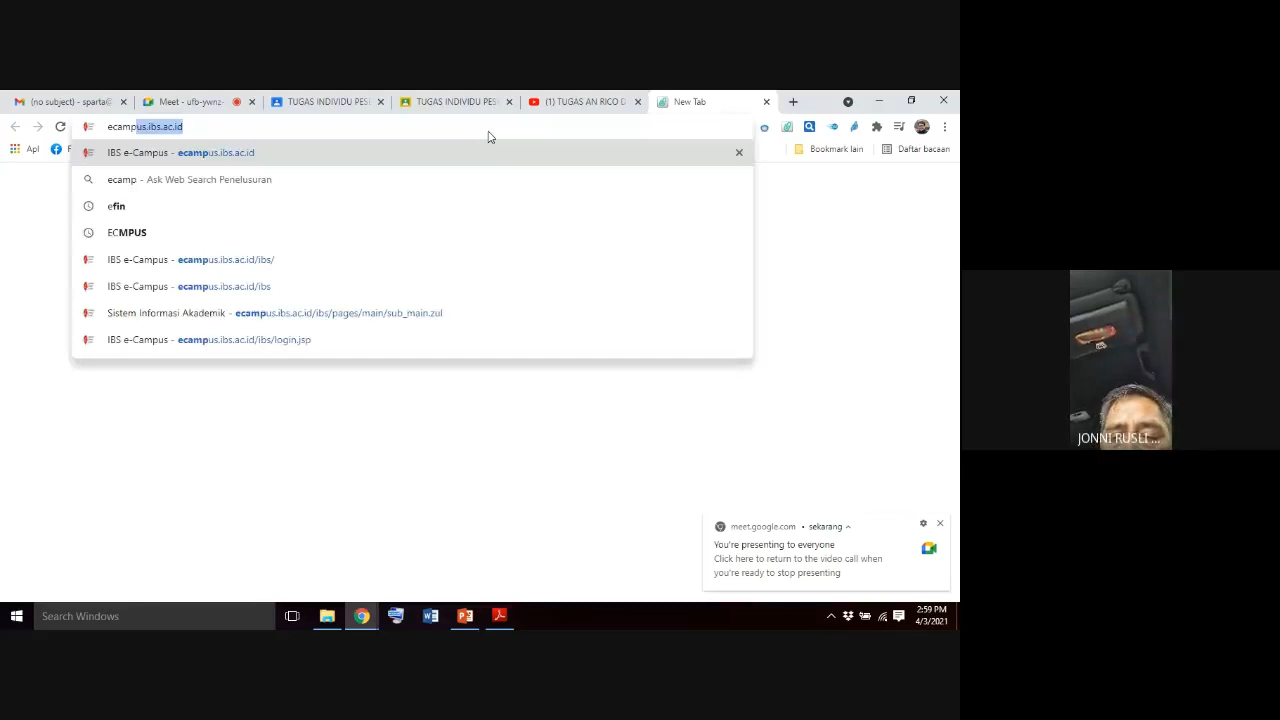 (no subject) - sparta@
Meet - ufb-ywnz-
TUGAS INDIVIDU PESE
TUGAS INDIVIDU PESE
(1) TUGAS AN RICO D
New Tab
ecampus.ibs.ac.id
Apl
Bookmark lain
Daftar bacaan
IBS e-Campus - ecampus.ibs.ac.id
ecamp - Ask Web Search Penelusuran
efin
ECMPUS
IBS e-Campus - ecampus.ibs.ac.id/ibs/
IBS e-Campus - ecampus.ibs.ac.id/ibs
Sistem Informasi Akademik - ecampus.ibs.ac.id/ibs/pages/main/sub_main.zul
IBS e-Campus - ecampus.ibs.ac.id/ibs/login.jsp
JONNI RUSLI ...
meet.google.com • sekarang
You're presenting to everyone
Click here to return to the video call when
you're ready to stop presenting
Search Windows
2:59 PM
4/3/2021